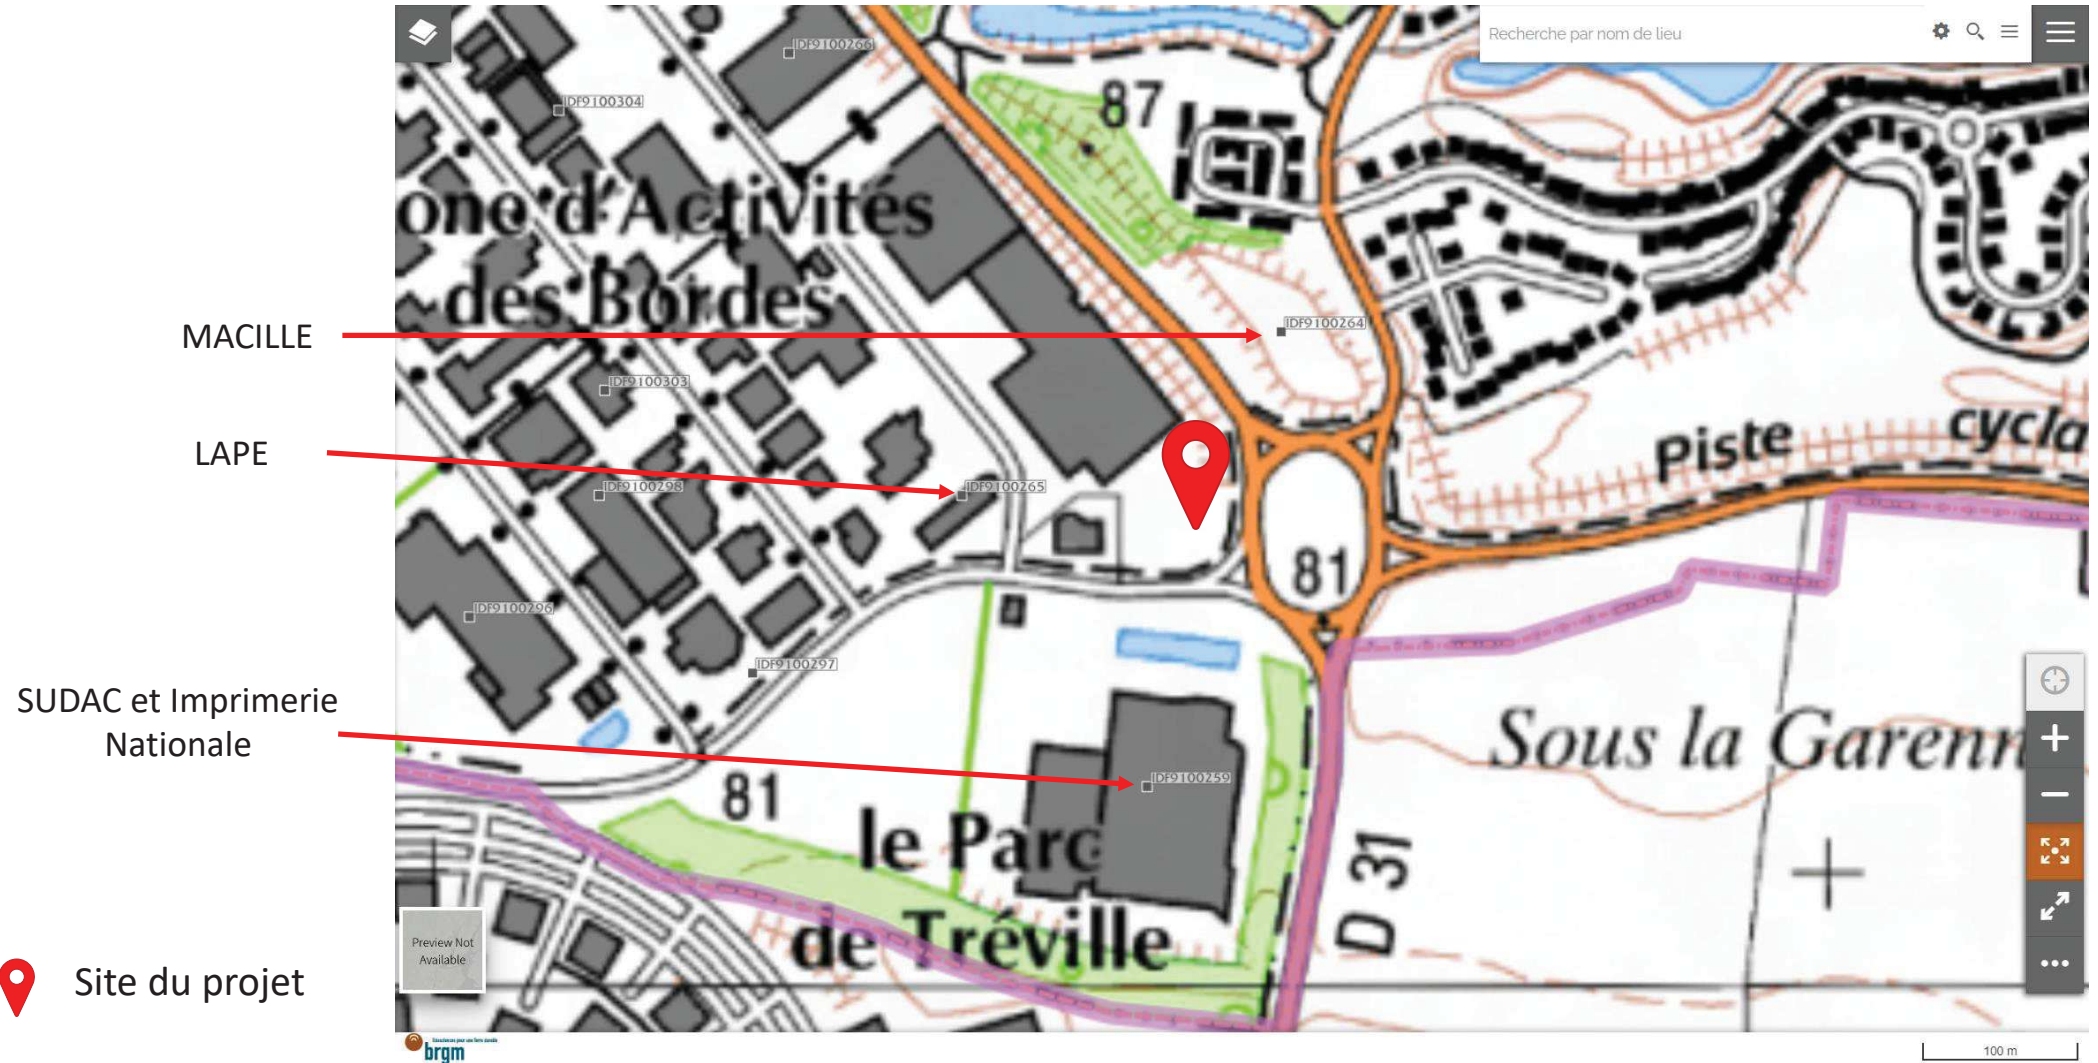 Recherche par nom de lieu
IDF9100266
IDF9100304
87
one d'Activités
des Bordes
MACILLE
IDF9100264
IDF9100303
Piste cycla
LAPE
IDF9100298
IDF9100265
81
IDF9100296
IDF9100297
SUDAC et Imprimerie
Nationale
Sous la Garenn
IDF9100259
81
le Parc
de Tréville
D 31
Preview Not
Available
Site du projet
brgm
100 m